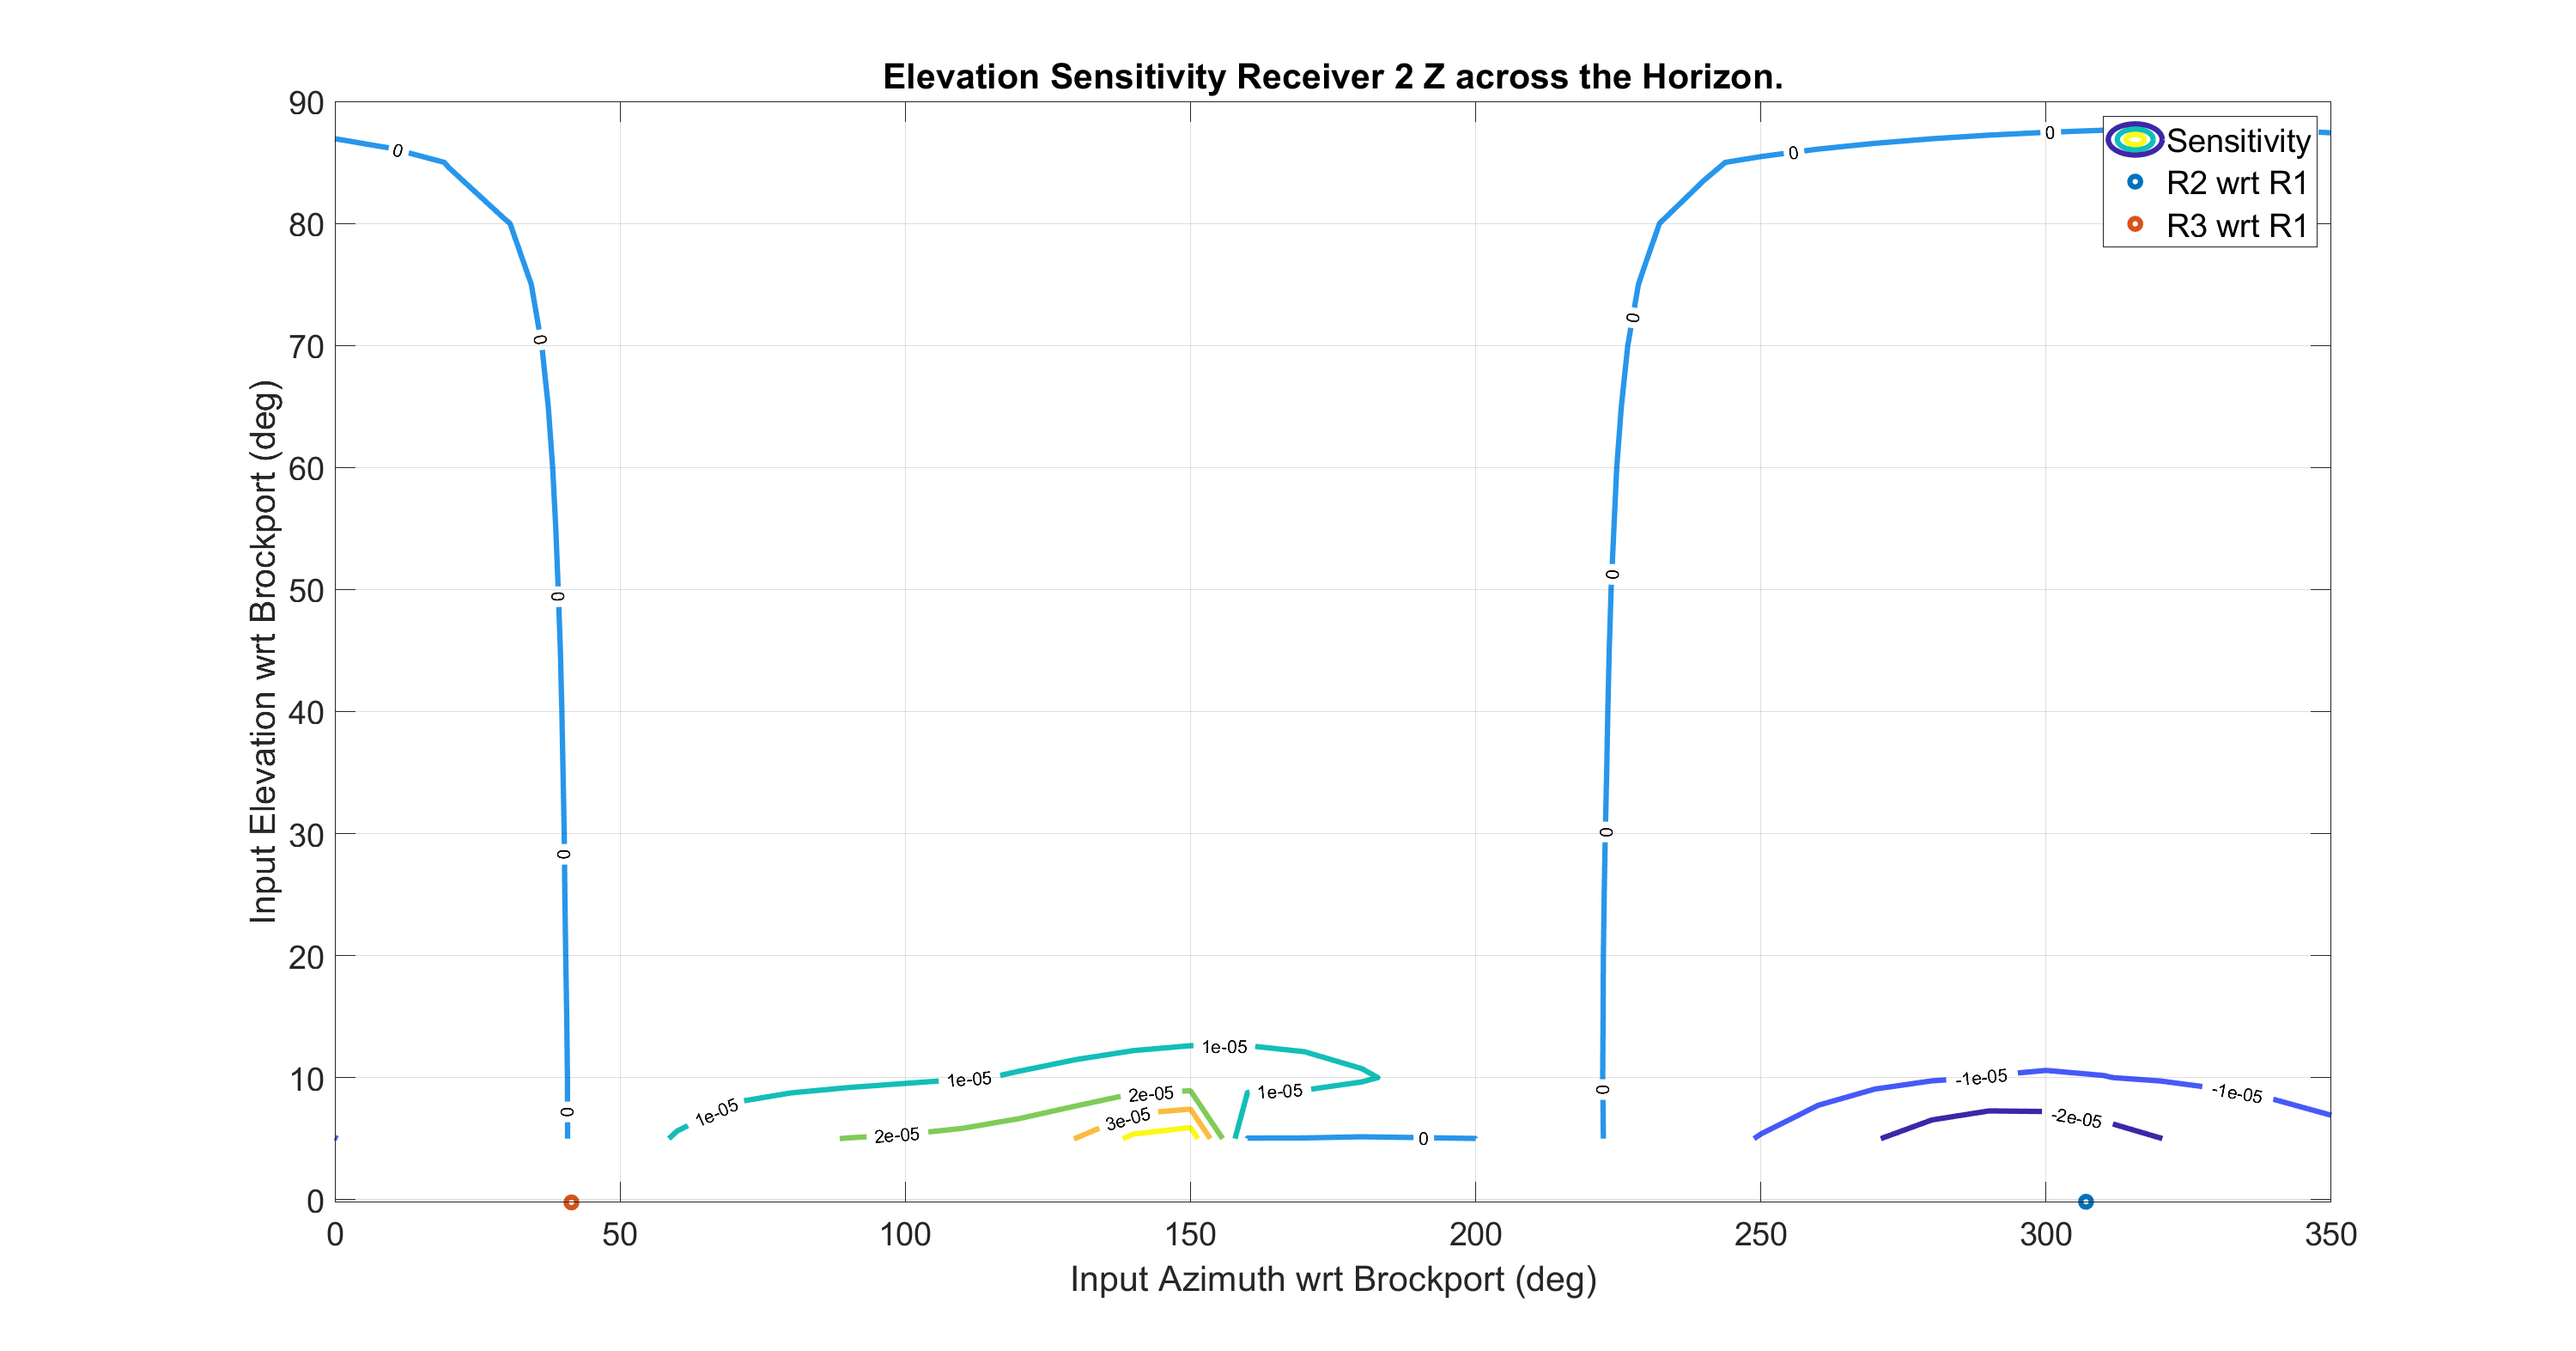 Elevation Sensitivity Receiver 2 Z across the Horizon.
Input Elevation wrt Brockport (deg)
90
80
70
60
50
40
30
20
10
0
0 50 100 150 200 250 300 350
Input Azimuth wrt Brockport (deg)
Sensitivity
R2 wrt R1
R3 wrt R1
0
0
0
0
0
0
0
0
0
0
0
0
1e-05
1e-05
1e-05
1e-05
2e-05
2e-05
3e-05
-1e-05
-1e-05
-2e-05